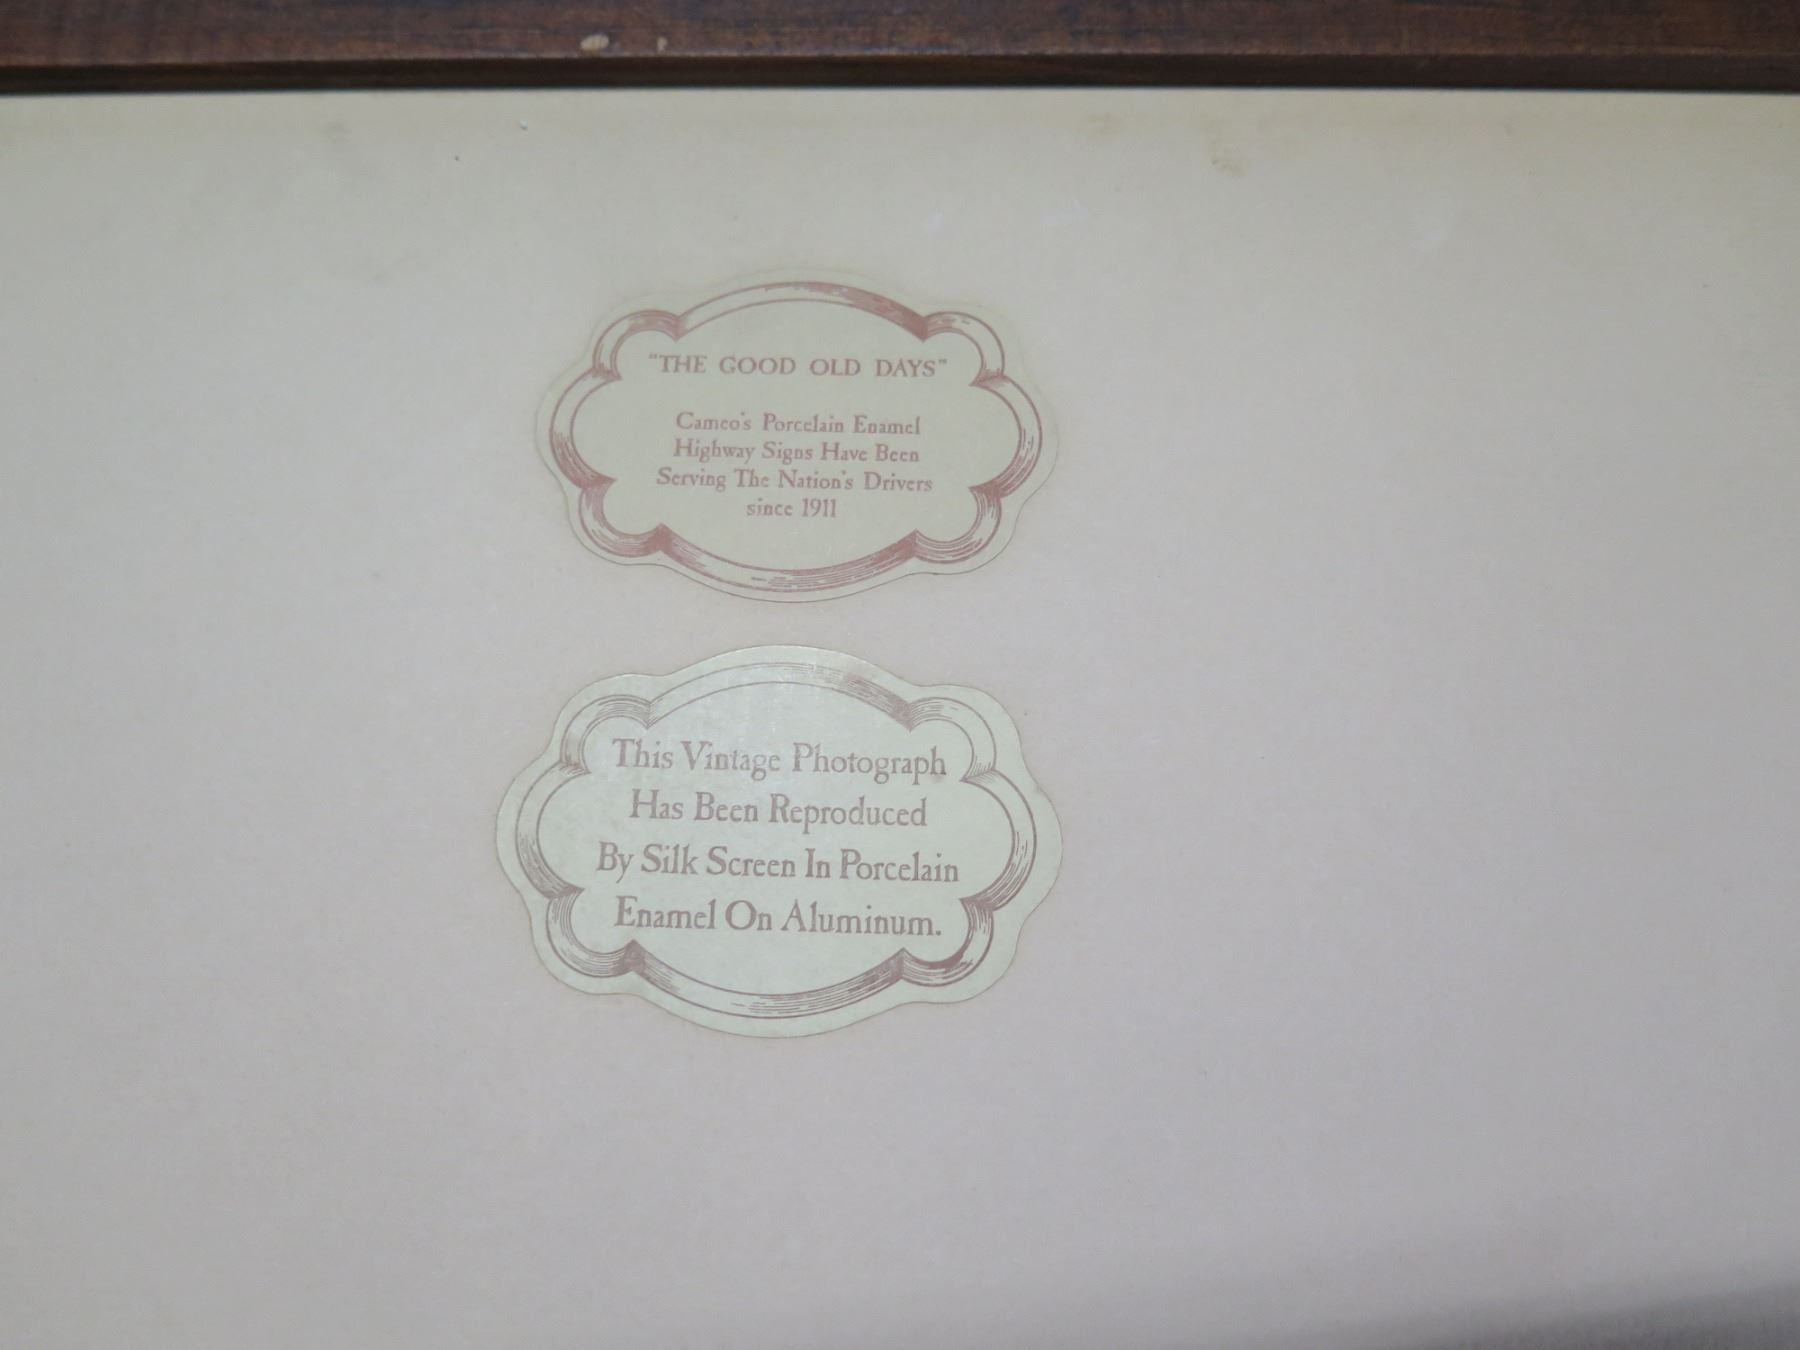 "THE GOOD OLD DAYS"
Cameo's Porcelain Enamel
Highway Signs Have Been
Serving The Nation's Drivers
since 1911
This Vintage Photograph
Has Been Reproduced
By Silk Screen In Porcelain
Enamel On Aluminum.